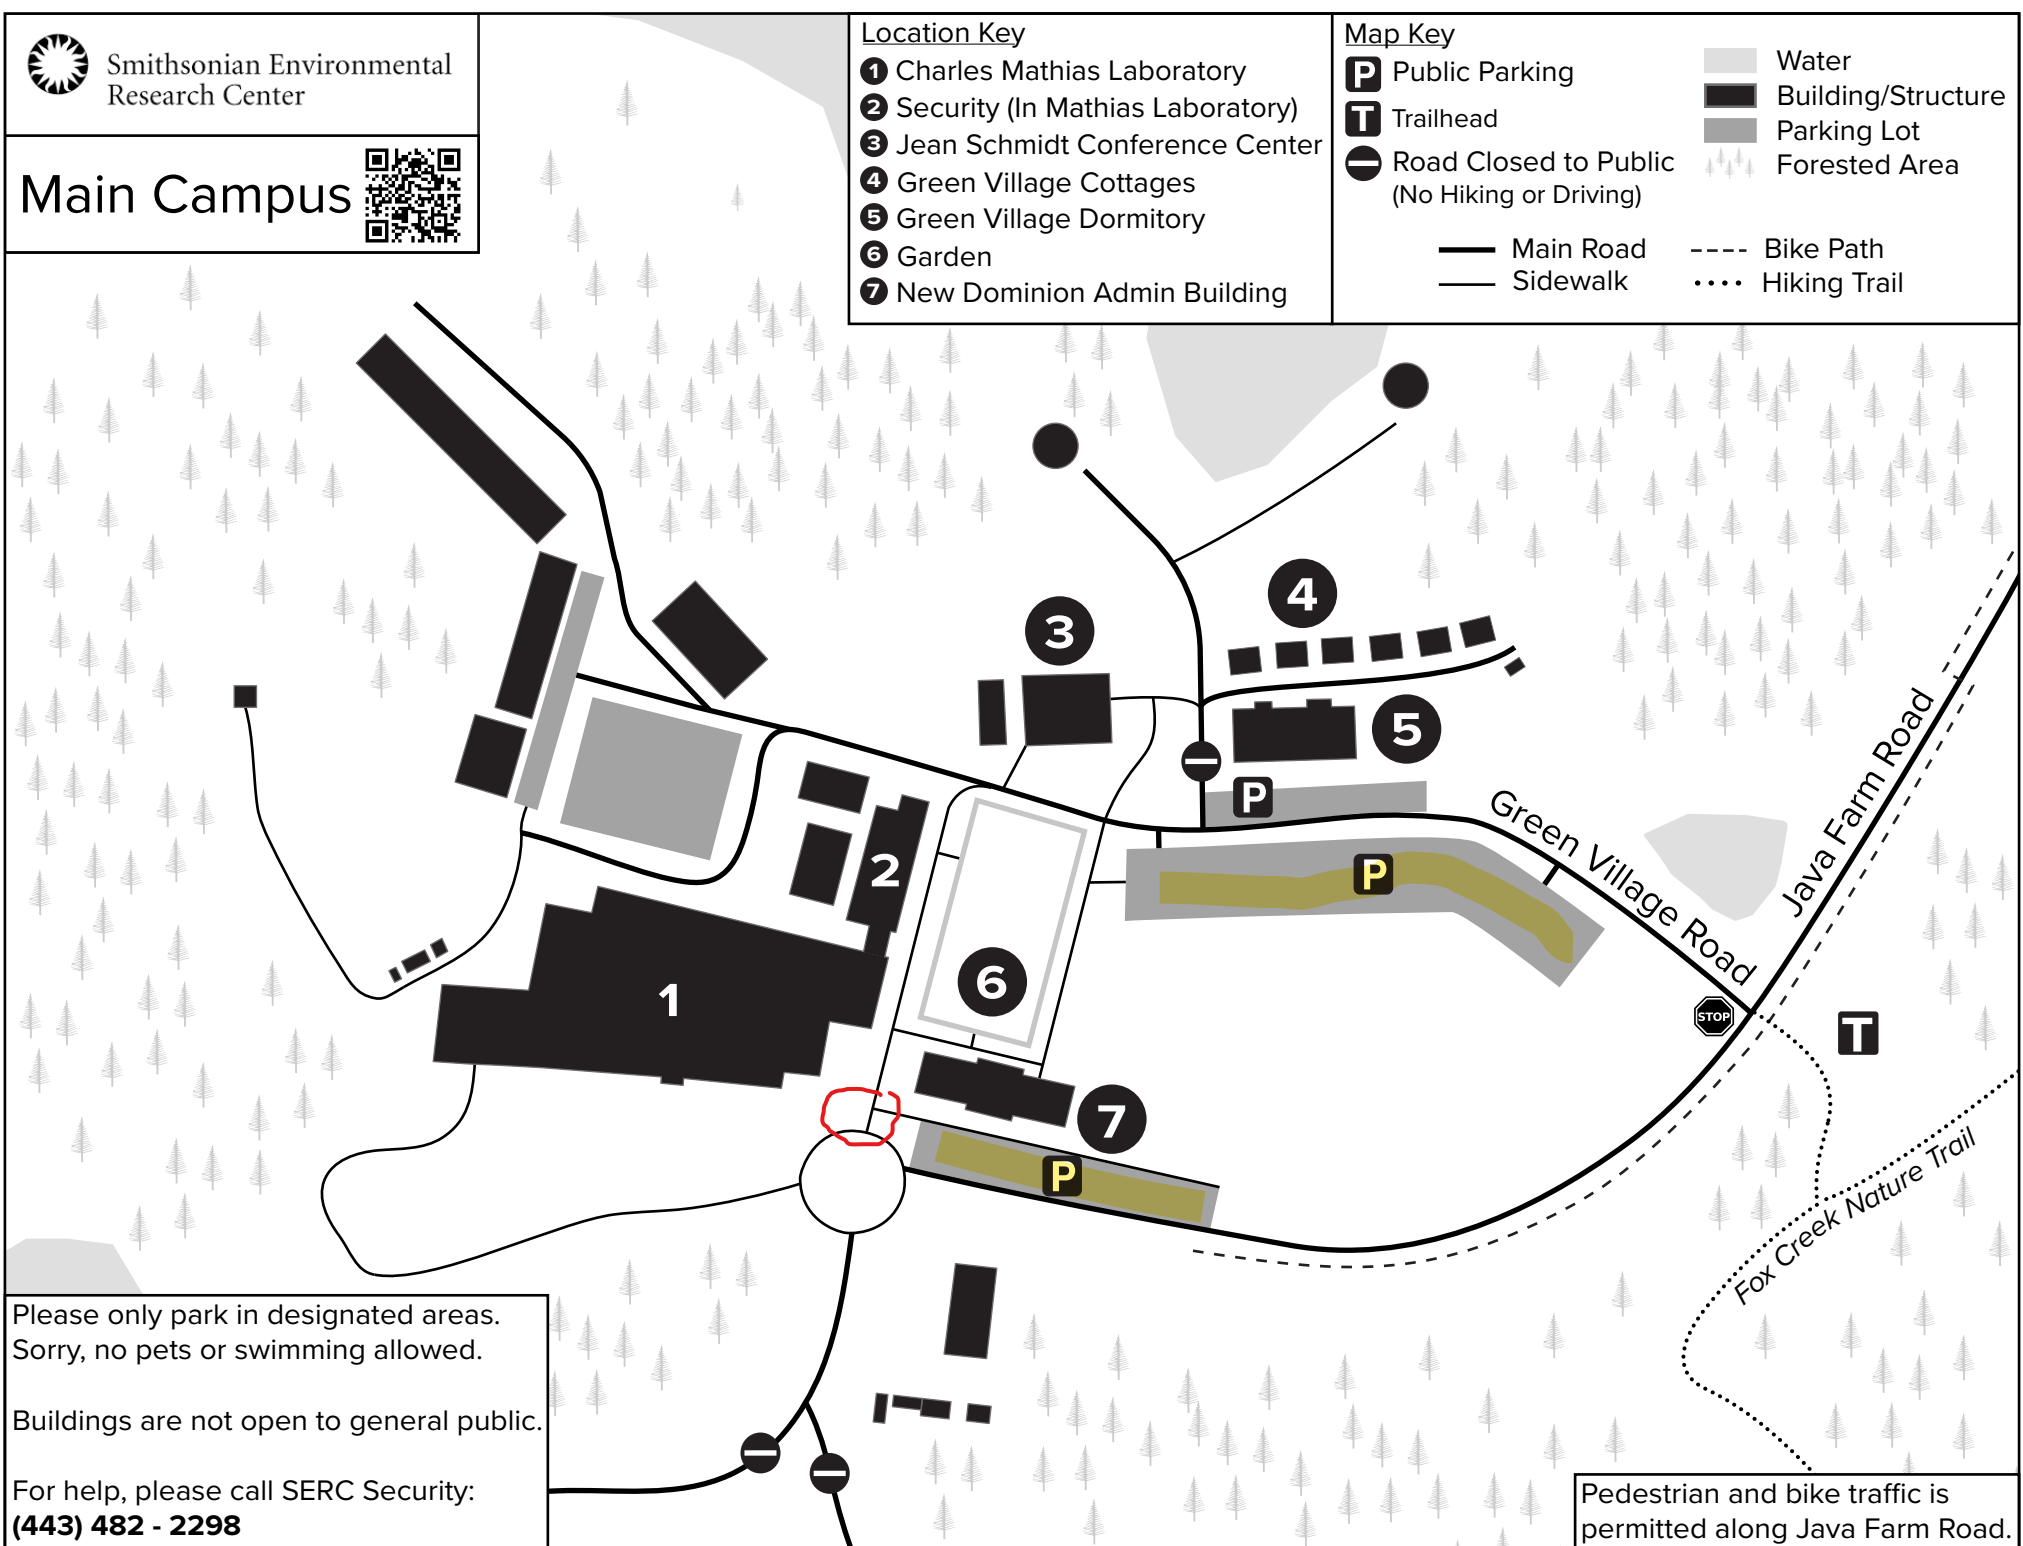 Smithsonian Environmental
Research Center
Main Campus
Location Key
1 Charles Mathias Laboratory
2 Security (In Mathias Laboratory)
3 Jean Schmidt Conference Center
4 Green Village Cottages
5 Green Village Dormitory
6 Garden
7 New Dominion Admin Building
Map Key
P Public Parking
T Trailhead
Road Closed to Public
(No Hiking or Driving)
Water
Building/Structure
Parking Lot
Forested Area
Main Road
Sidewalk
Bike Path
Hiking Trail
4
3
5
P
2
P
Green Village Road
Java Farm Road
6
1
STOP
T
7
P
Fox Creek Nature Trail
Please only park in designated areas.
Sorry, no pets or swimming allowed.
Buildings are not open to general public.
For help, please call SERC Security:
(443) 482 - 2298
Pedestrian and bike traffic is
permitted along Java Farm Road.